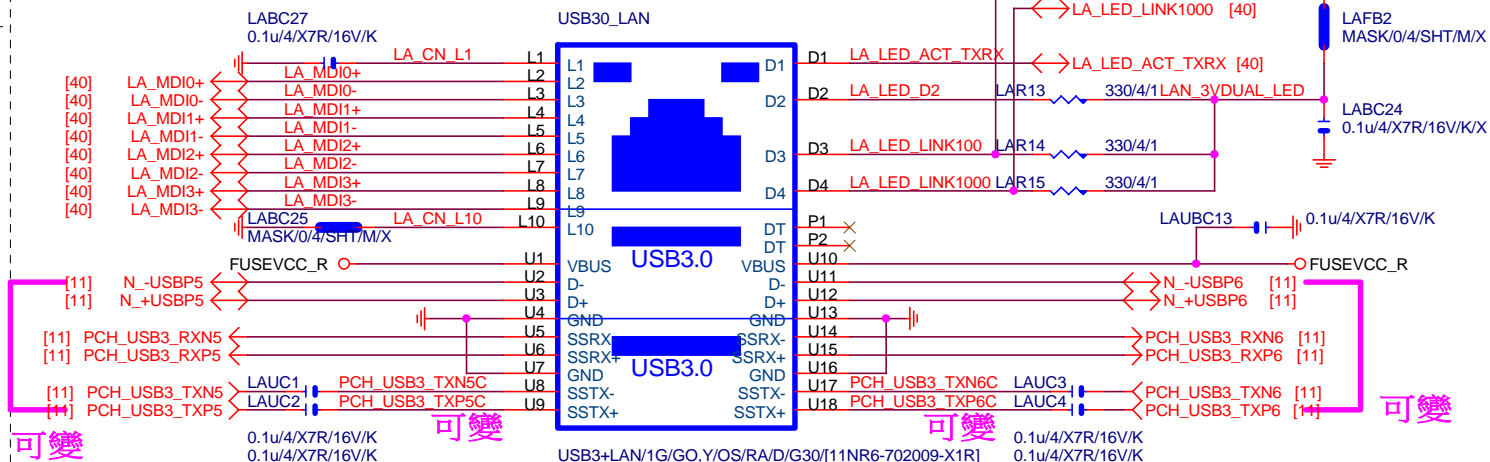 LABC27
0.1u/4/X7R/16V/K
USB30_LAN
LA_LED_LINK1000 [40]
LAFB2
MASK/0/4/SHT/M/X
LA_CN_L1 L1 L1
D1 D1 LA_LED_ACT_TXRX
LA_LED_ACT_TXRX [40]
[40] LA_MDI0+ LA_MDI0+ L2 L2
[40] LA_MDI0- LA_MDI0- L3 L3
D2 D2 LA_LED_D2 LAR13 330/4/1 LAN_3VDUAL_LED
LABC24
0.1u/4/X7R/16V/K/X
[40] LA_MDI1+ LA_MDI1+ L4 L4
[40] LA_MDI1- LA_MDI1- L5 L5
[40] LA_MDI2+ LA_MDI2+ L6 L6
D3 D3 LA_LED_LINK100 LAR14 330/4/1
[40] LA_MDI2- LA_MDI2- L7 L7
[40] LA_MDI3+ LA_MDI3+ L8 L8
D4 D4 LA_LED_LINK1000 LAR15 330/4/1
[40] LA_MDI3- LA_MDI3- L9 L9
LABC25
MASK/0/4/SHT/M/X
LA_CN_L10 L10 L10
DT P1
DT P2
LAUBC13 0.1u/4/X7R/16V/K
FUSEVCC_R U1 VBUS
USB3.0
VBUS U10 FUSEVCC_R
[11] N_-USBP5 U2 D-
D- U11 N_-USBP6 [11]
[11] N_+USBP5 U3 D+
D+ U12 N_+USBP6 [11]
U4 GND
GND U13
[11] PCH_USB3_RXN5 U5 SSRX-
SSRX- U14 PCH_USB3_RXN6 [11]
[11] PCH_USB3_RXP5 U6 SSRX+
SSRX+ U15 PCH_USB3_RXP6 [11]
U7 GND
USB3.0
GND U16
[11] PCH_USB3_TXN5 LAUC1 PCH_USB3_TXN5C U8 SSTX-
SSTX- U17 PCH_USB3_TXN6C LAUC3 PCH_USB3_TXN6 [11]
[11] PCH_USB3_TXP5 LAUC2 PCH_USB3_TXP5C U9 SSTX+
SSTX+ U18 PCH_USB3_TXP6C LAUC4 PCH_USB3_TXP6 [11]
可變
可變
可變
可變
0.1u/4/X7R/16V/K
0.1u/4/X7R/16V/K
USB3+LAN/1G/GO,Y/OS/RA/D/G30/[11NR6-702009-X1R]
0.1u/4/X7R/16V/K
0.1u/4/X7R/16V/K